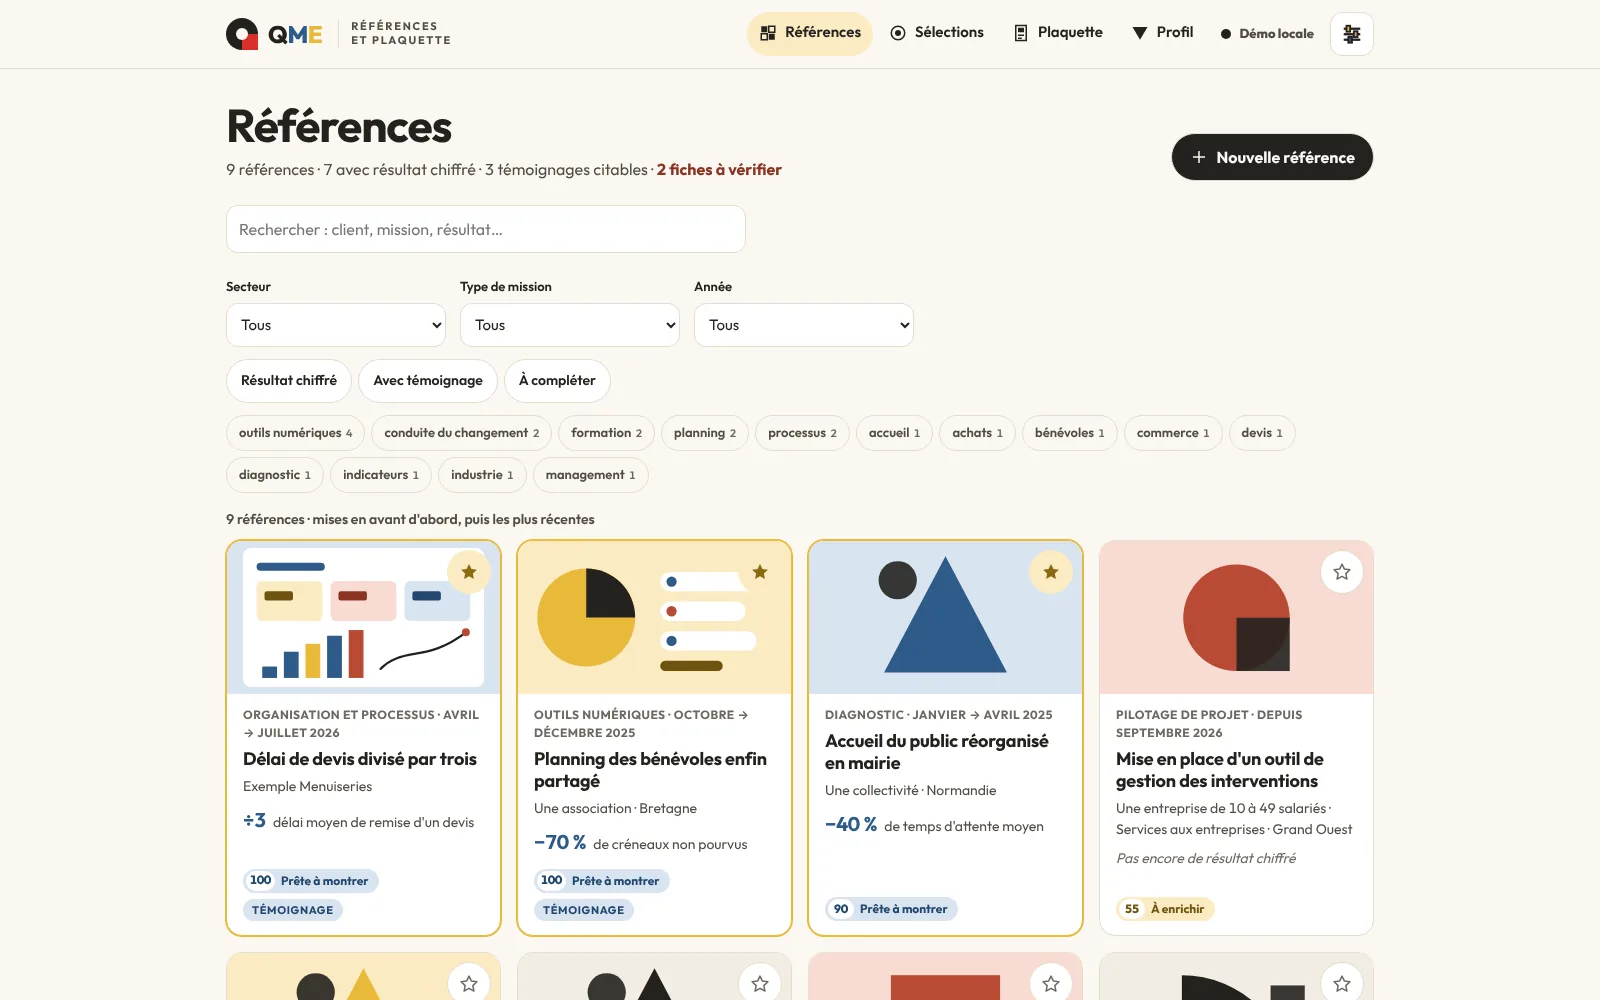 QME
RÉFÉRENCES
ET PLAQUETTE
Références
Sélections
Plaquette
Profil
Démo locale
Références
9 références · 7 avec résultat chiffré · 3 témoignages citables · 2 fiches à vérifier
+ Nouvelle référence
Rechercher : client, mission, résultat…
Secteur
Type de mission
Année
Tous
Tous
Tous
Résultat chiffré
Avec témoignage
À compléter
outils numériques 4
conduite du changement 2
formation 2
planning 2
processus 2
accueil 1
achats 1
bénévoles 1
commerce 1
devis 1
diagnostic 1
indicateurs 1
industrie 1
management 1
9 références · mises en avant d'abord, puis les plus récentes
ORGANISATION ET PROCESSUS · AVRIL
→ JUILLET 2026
Délai de devis divisé par trois
Exemple Menuiseries
÷3 délai moyen de remise d'un devis
100 Prête à montrer
TÉMOIGNAGE
OUTILS NUMÉRIQUES · OCTOBRE →
DÉCEMBRE 2025
Planning des bénévoles enfin
partagé
Une association · Bretagne
−70 % de créneaux non pourvus
100 Prête à montrer
TÉMOIGNAGE
DIAGNOSTIC · JANVIER → AVRIL 2025
Accueil du public réorganisé
en mairie
Une collectivité · Normandie
−40 % de temps d'attente moyen
90 Prête à montrer
PILOTAGE DE PROJET · DEPUIS
SEPTEMBRE 2026
Mise en place d'un outil de
gestion des interventions
Une entreprise de 10 à 49 salariés ·
Services aux entreprises · Grand Ouest
Pas encore de résultat chiffré
55 À enrichir